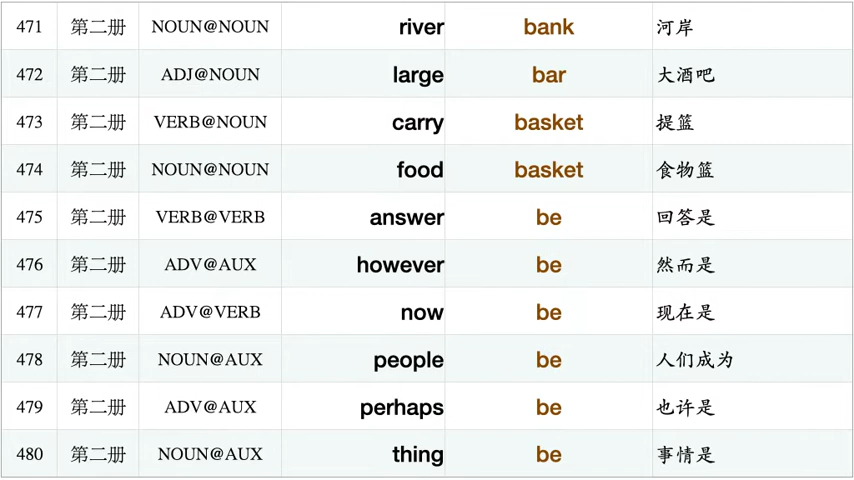 471 第二册 NOUN@NOUN river bank 河岸
472 第二册 ADJ@NOUN large bar 大酒吧
473 第二册 VERB@NOUN carry basket 提篮
474 第二册 NOUN@NOUN food basket 食物篮
475 第二册 VERB@VERB answer be 回答是
476 第二册 ADV@AUX however be 然而是
477 第二册 ADV@VERB now be 现在是
478 第二册 NOUN@AUX people be 人们成为
479 第二册 ADV@AUX perhaps be 也许是
480 第二册 NOUN@AUX thing be 事情是